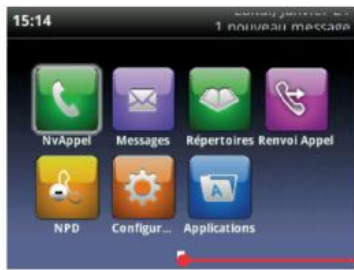 15:14
1 nouveau message
NvAppel Messages Répertoires Renvoi Appel
NPD Configur... Applications